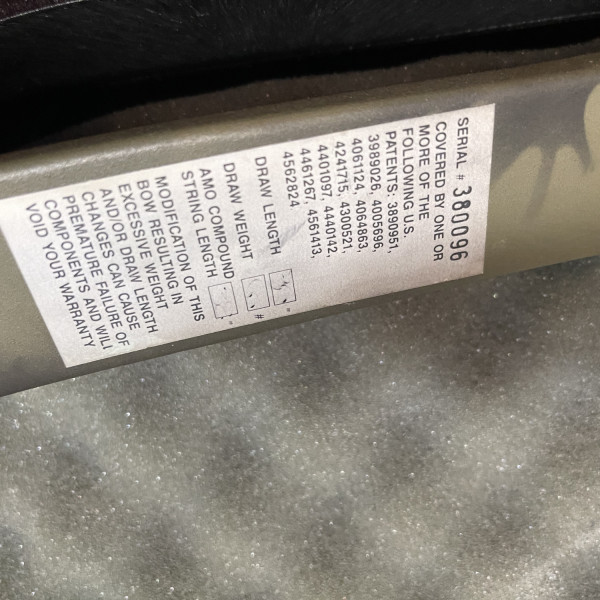 SERIAL # 380096
COVERED BY ONE OR
MORE OF THE
FOLLOWING U.S.
PATENTS: 3890951,
3989026, 4005696,
4061124, 4064863,
4241715, 4300521,
4401097, 4440142,
4461267, 4561413,
4562824
DRAW LENGTH "
DRAW WEIGHT #
AMO COMPOUND
STRING LENGTH "
MODIFICATION OF THIS
BOW RESULTING IN
EXCESSIVE WEIGHT
AND/OR DRAW LENGTH
CHANGES CAN CAUSE
PREMATURE FAILURE OF
COMPONENTS AND WILL
VOID YOUR WARRANTY